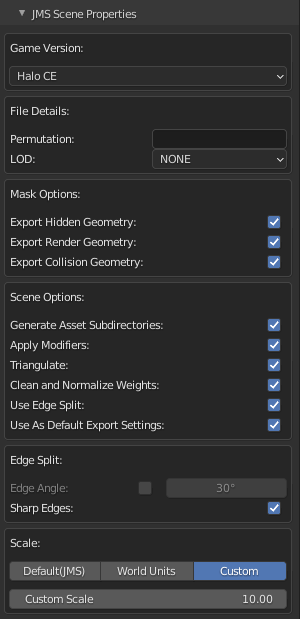 JMS Scene Properties
Game Version:
Halo CE
File Details:
Permutation:
LOD: NONE
Mask Options:
Export Hidden Geometry:
Export Render Geometry:
Export Collision Geometry:
Scene Options:
Generate Asset Subdirectories:
Apply Modifiers:
Triangulate:
Clean and Normalize Weights:
Use Edge Split:
Use As Default Export Settings:
Edge Split:
Edge Angle: 30°
Sharp Edges:
Scale:
Default(JMS) World Units Custom
Custom Scale 10.00